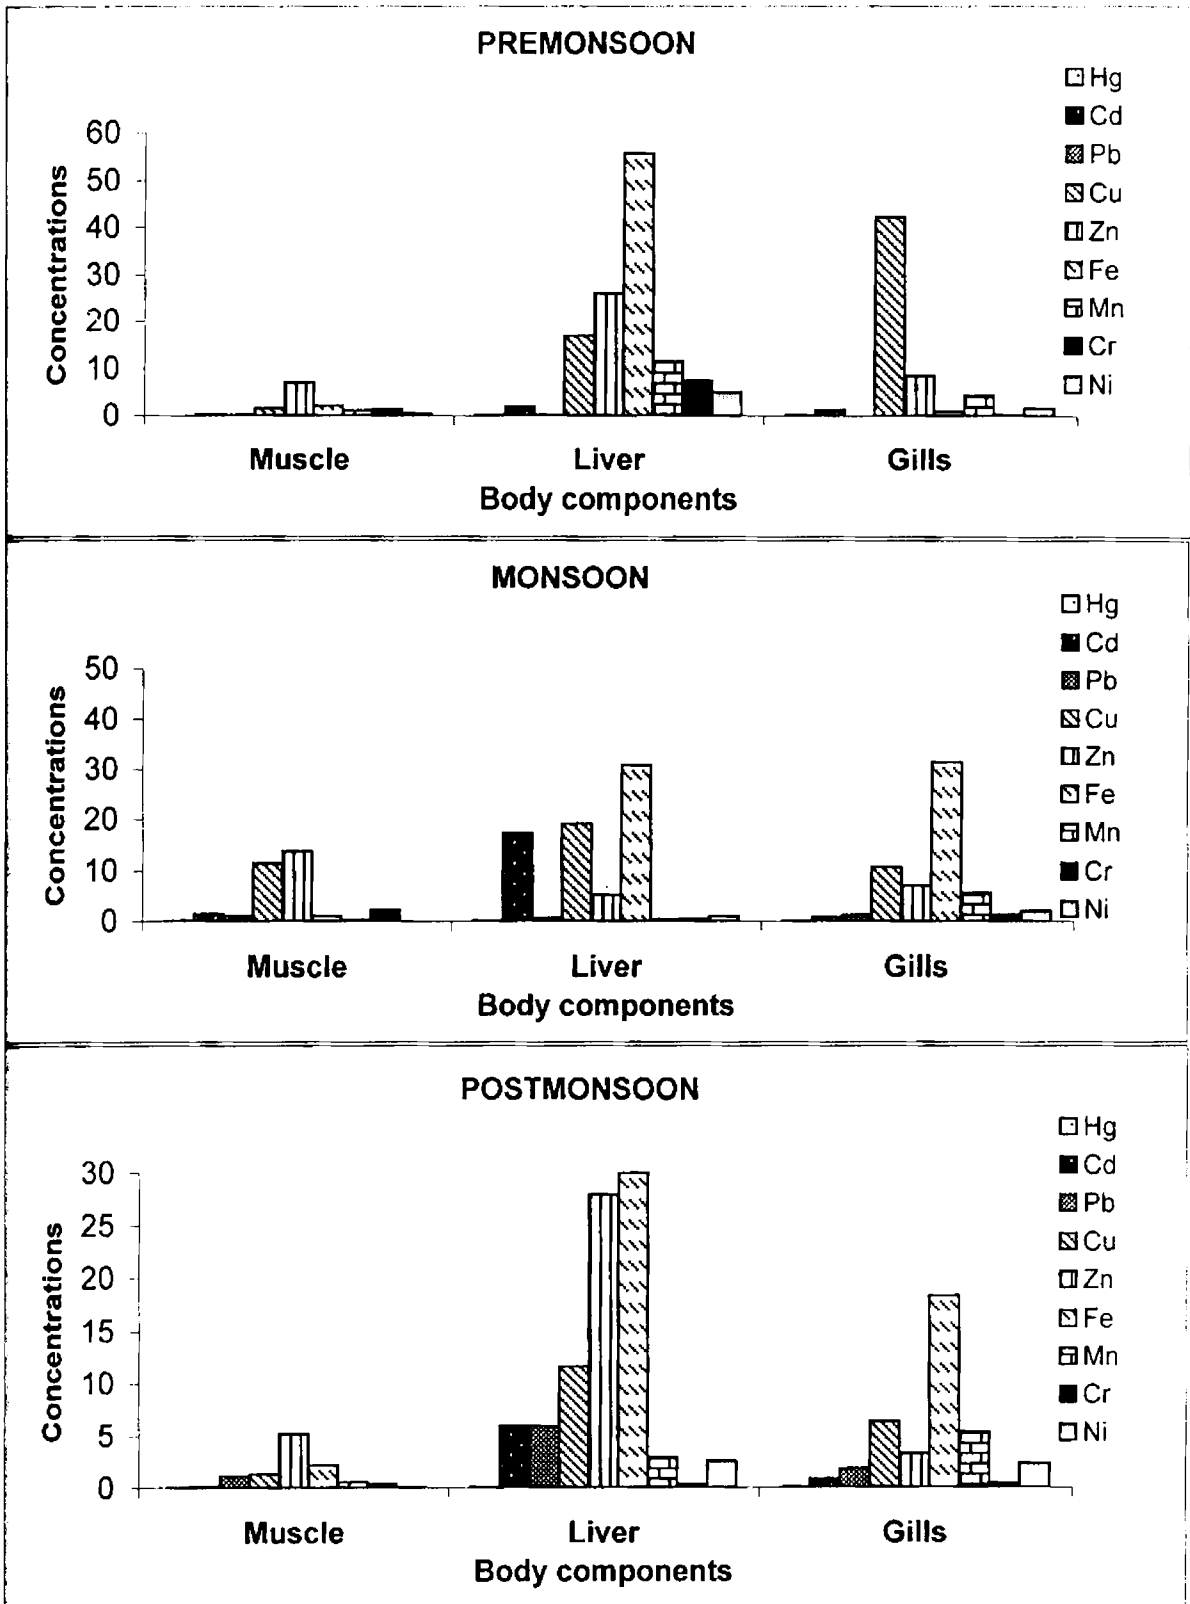 PREMONSOON
Hg
Cd
Pb
Cu
Zn
Fe
Mn
Cr
Ni
Concentrations
60
50
40
30
20
10
0
Muscle Liver Gills
Body components
MONSOON
Hg
Cd
Pb
Cu
Zn
Fe
Mn
Cr
Ni
Concentrations
50
40
30
20
10
0
Muscle Liver Gills
Body components
POSTMONSOON
Hg
Cd
Pb
Cu
Zn
Fe
Mn
Cr
Ni
Concentrations
30
25
20
15
10
5
0
Muscle Liver Gills
Body components